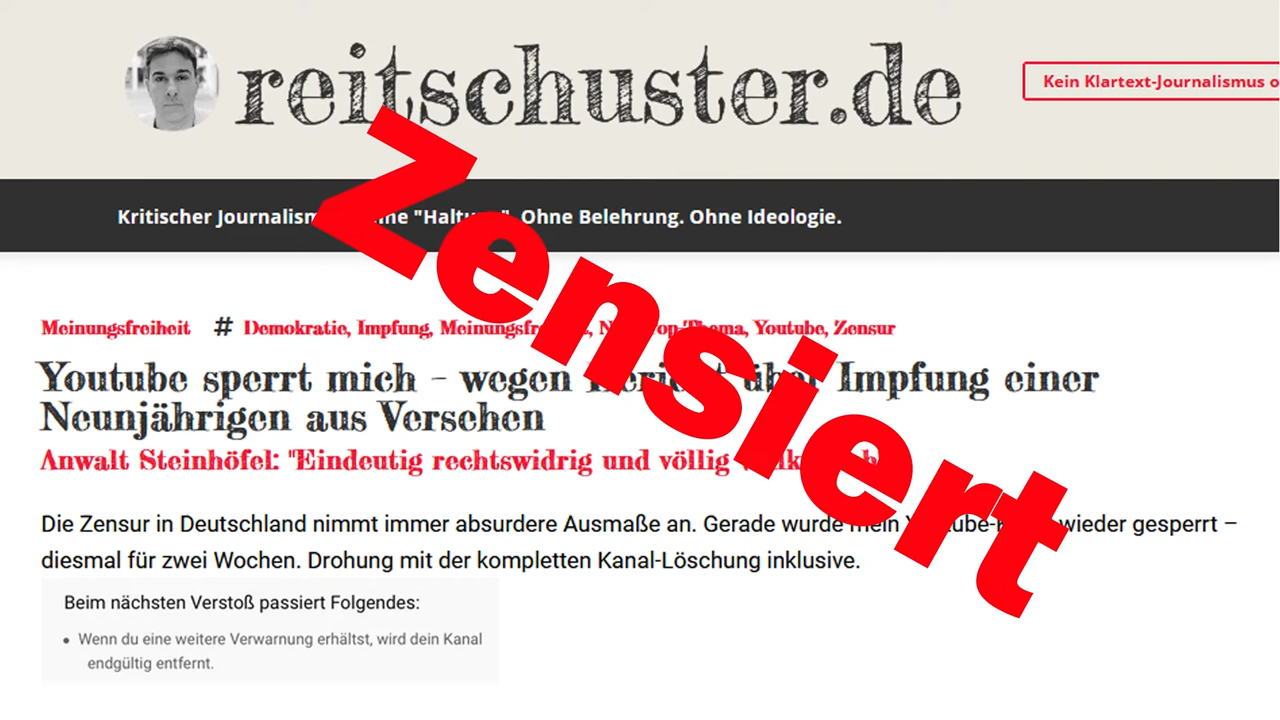 reitschuster.de
Kein Klartext-Journalismus
Kritischer Ohne Belehrung. Ohne Ideologie.
Meinungsfreiheit # Demokratie, Impfung, Youtube, Zensur
Youtube sperrt mich – wegen über Impfung einer
Neunjährigen aus Versehen
Anwalt Steinhöfel: "Eindeutig rechtswidrig und völlig
Die Zensur in Deutschland nimmt immer absurdere Ausmaße an. Gerade wurde mein wieder gesperrt –
diesmal für zwei Wochen. Drohung mit der kompletten Kanal-Löschung inklusive.
Beim nächsten Verstoß passiert Folgendes:
• Wenn du eine weitere Verwarnung erhältst, wird dein Kanal
endgültig entfernt.
Zensiert